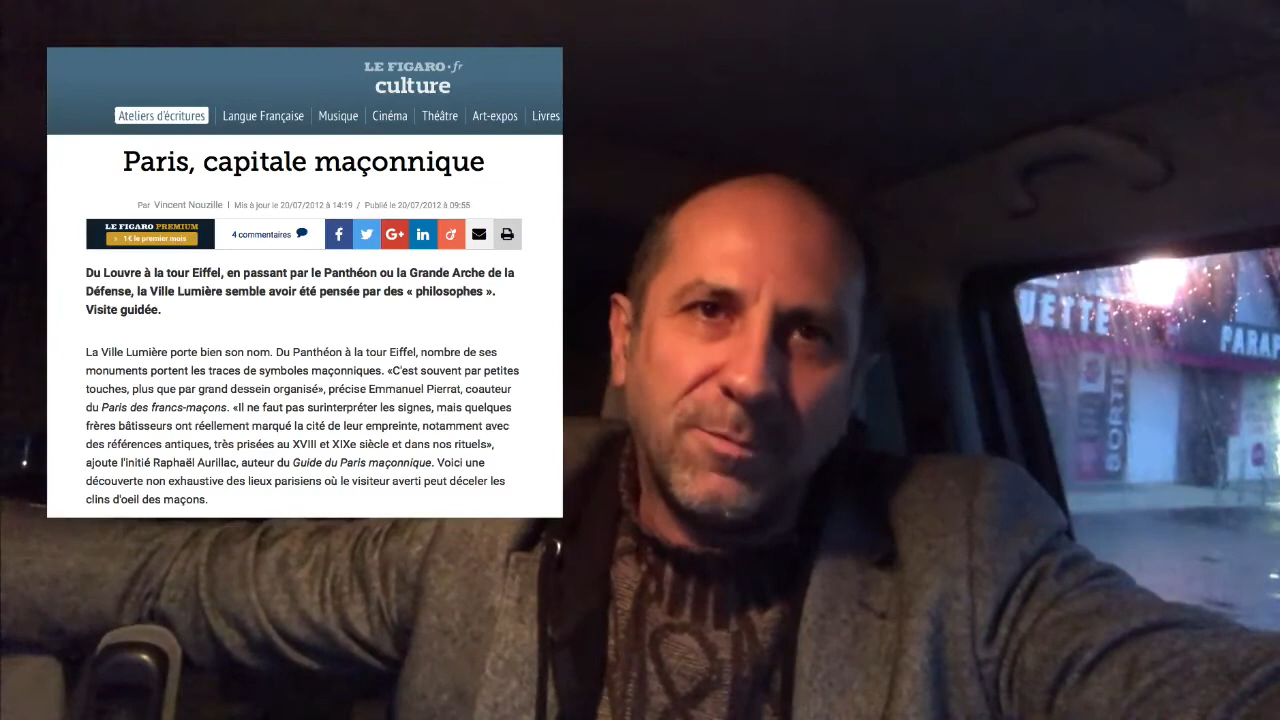 LE FIGARO·fr
culture
Ateliers d'écritures Langue Française Musique Cinéma Théâtre Art-expos Livres
Paris, capitale maçonnique
Par Vincent Nouzille | Mis à jour le 20/07/2012 à 14:19 / Publié le 20/07/2012 à 09:55
LE FIGARO PREMIUM
> 1€ le premier mois
4 commentaires
f G+ in
Du Louvre à la tour Eiffel, en passant par le Panthéon ou la Grande Arche de la
Défense, la Ville Lumière semble avoir été pensée par des « philosophes ».
Visite guidée.
La Ville Lumière porte bien son nom. Du Panthéon à la tour Eiffel, nombre de ses
monuments portent les traces de symboles maçonniques. «C'est souvent par petites
touches, plus que par grand dessein organisé», précise Emmanuel Pierrat, coauteur
du Paris des francs-maçons. «Il ne faut pas surinterpréter les signes, mais quelques
frères bâtisseurs ont réellement marqué la cité de leur empreinte, notamment avec
des références antiques, très prisées au XVIII et XIXe siècle et dans nos rituels»,
ajoute l'initié Raphaël Aurillac, auteur du Guide du Paris maçonnique. Voici une
découverte non exhaustive des lieux parisiens où le visiteur averti peut déceler les
clins d'oeil des maçons.
UETTE
PARAF
SORTIE